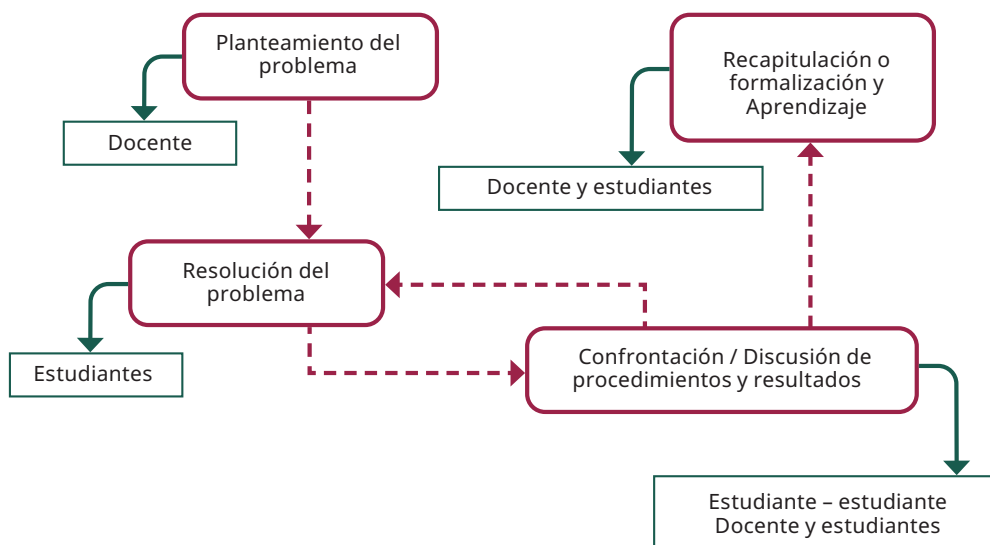 Planteamiento del
problema
Docente
Recapitulación o
formalización y
Aprendizaje
Docente y estudiantes
Resolución del
problema
Estudiantes
Confrontación / Discusión de
procedimientos y resultados
Estudiante – estudiante
Docente y estudiantes